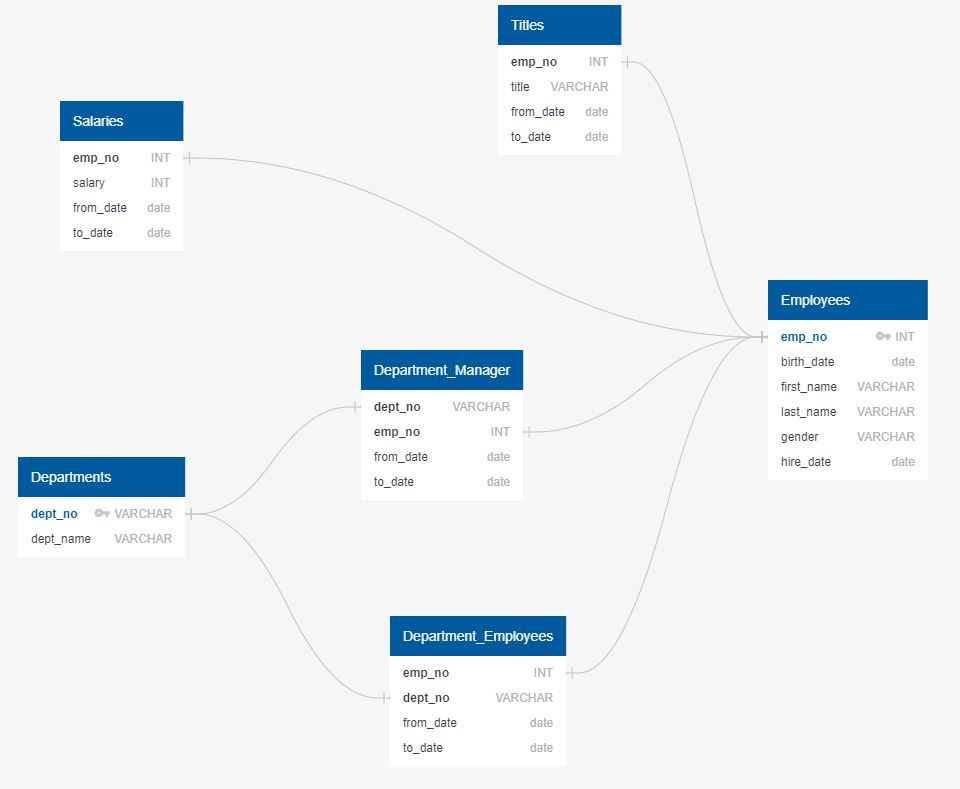 Titles
emp_no INT
title VARCHAR
from_date date
to_date date
Salaries
emp_no INT
salary INT
from_date date
to_date date
Employees
emp_no INT
birth_date date
first_name VARCHAR
last_name VARCHAR
gender VARCHAR
hire_date date
Department_Manager
dept_no VARCHAR
emp_no INT
from_date date
to_date date
Departments
dept_no VARCHAR
dept_name VARCHAR
Department_Employees
emp_no INT
dept_no VARCHAR
from_date date
to_date date